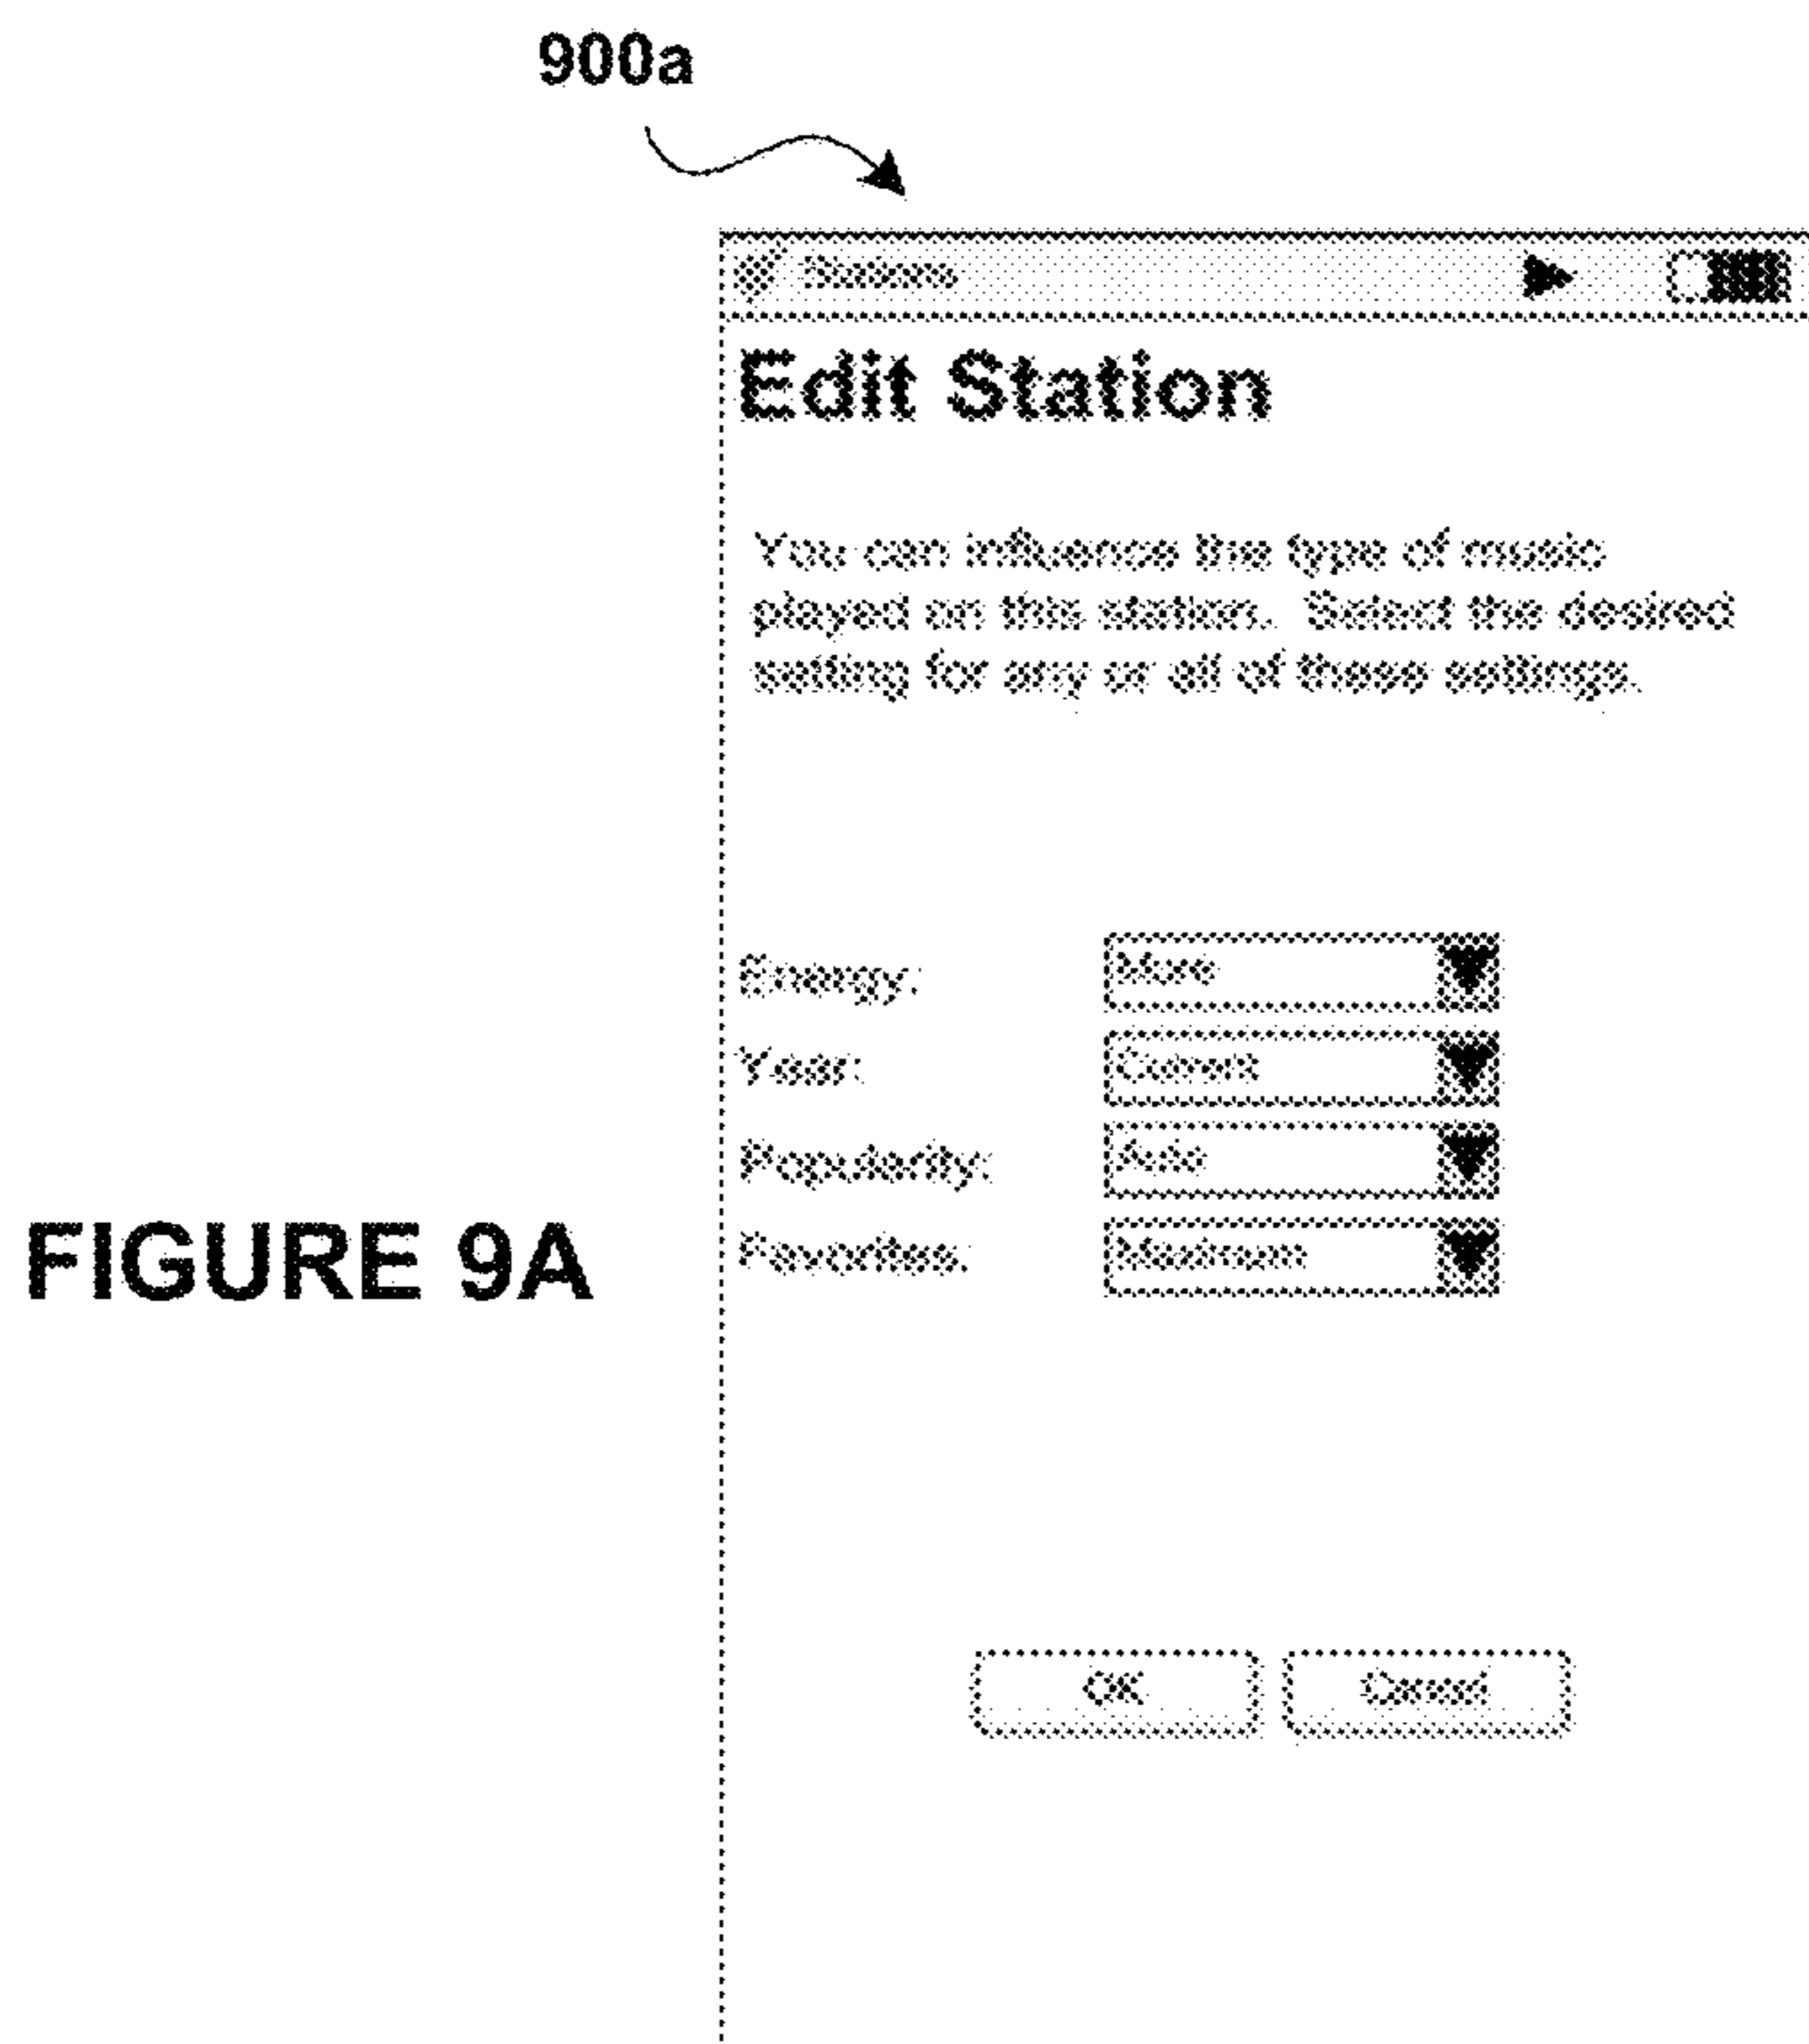 900a
Stations
Edit Station
You can influence the type of music
played on this station. Select the desired
setting for any or all of these settings.
Energy: More
Year: Current
Popularity: Auto
Favorites:
FIGURE 9A
OK Cancel